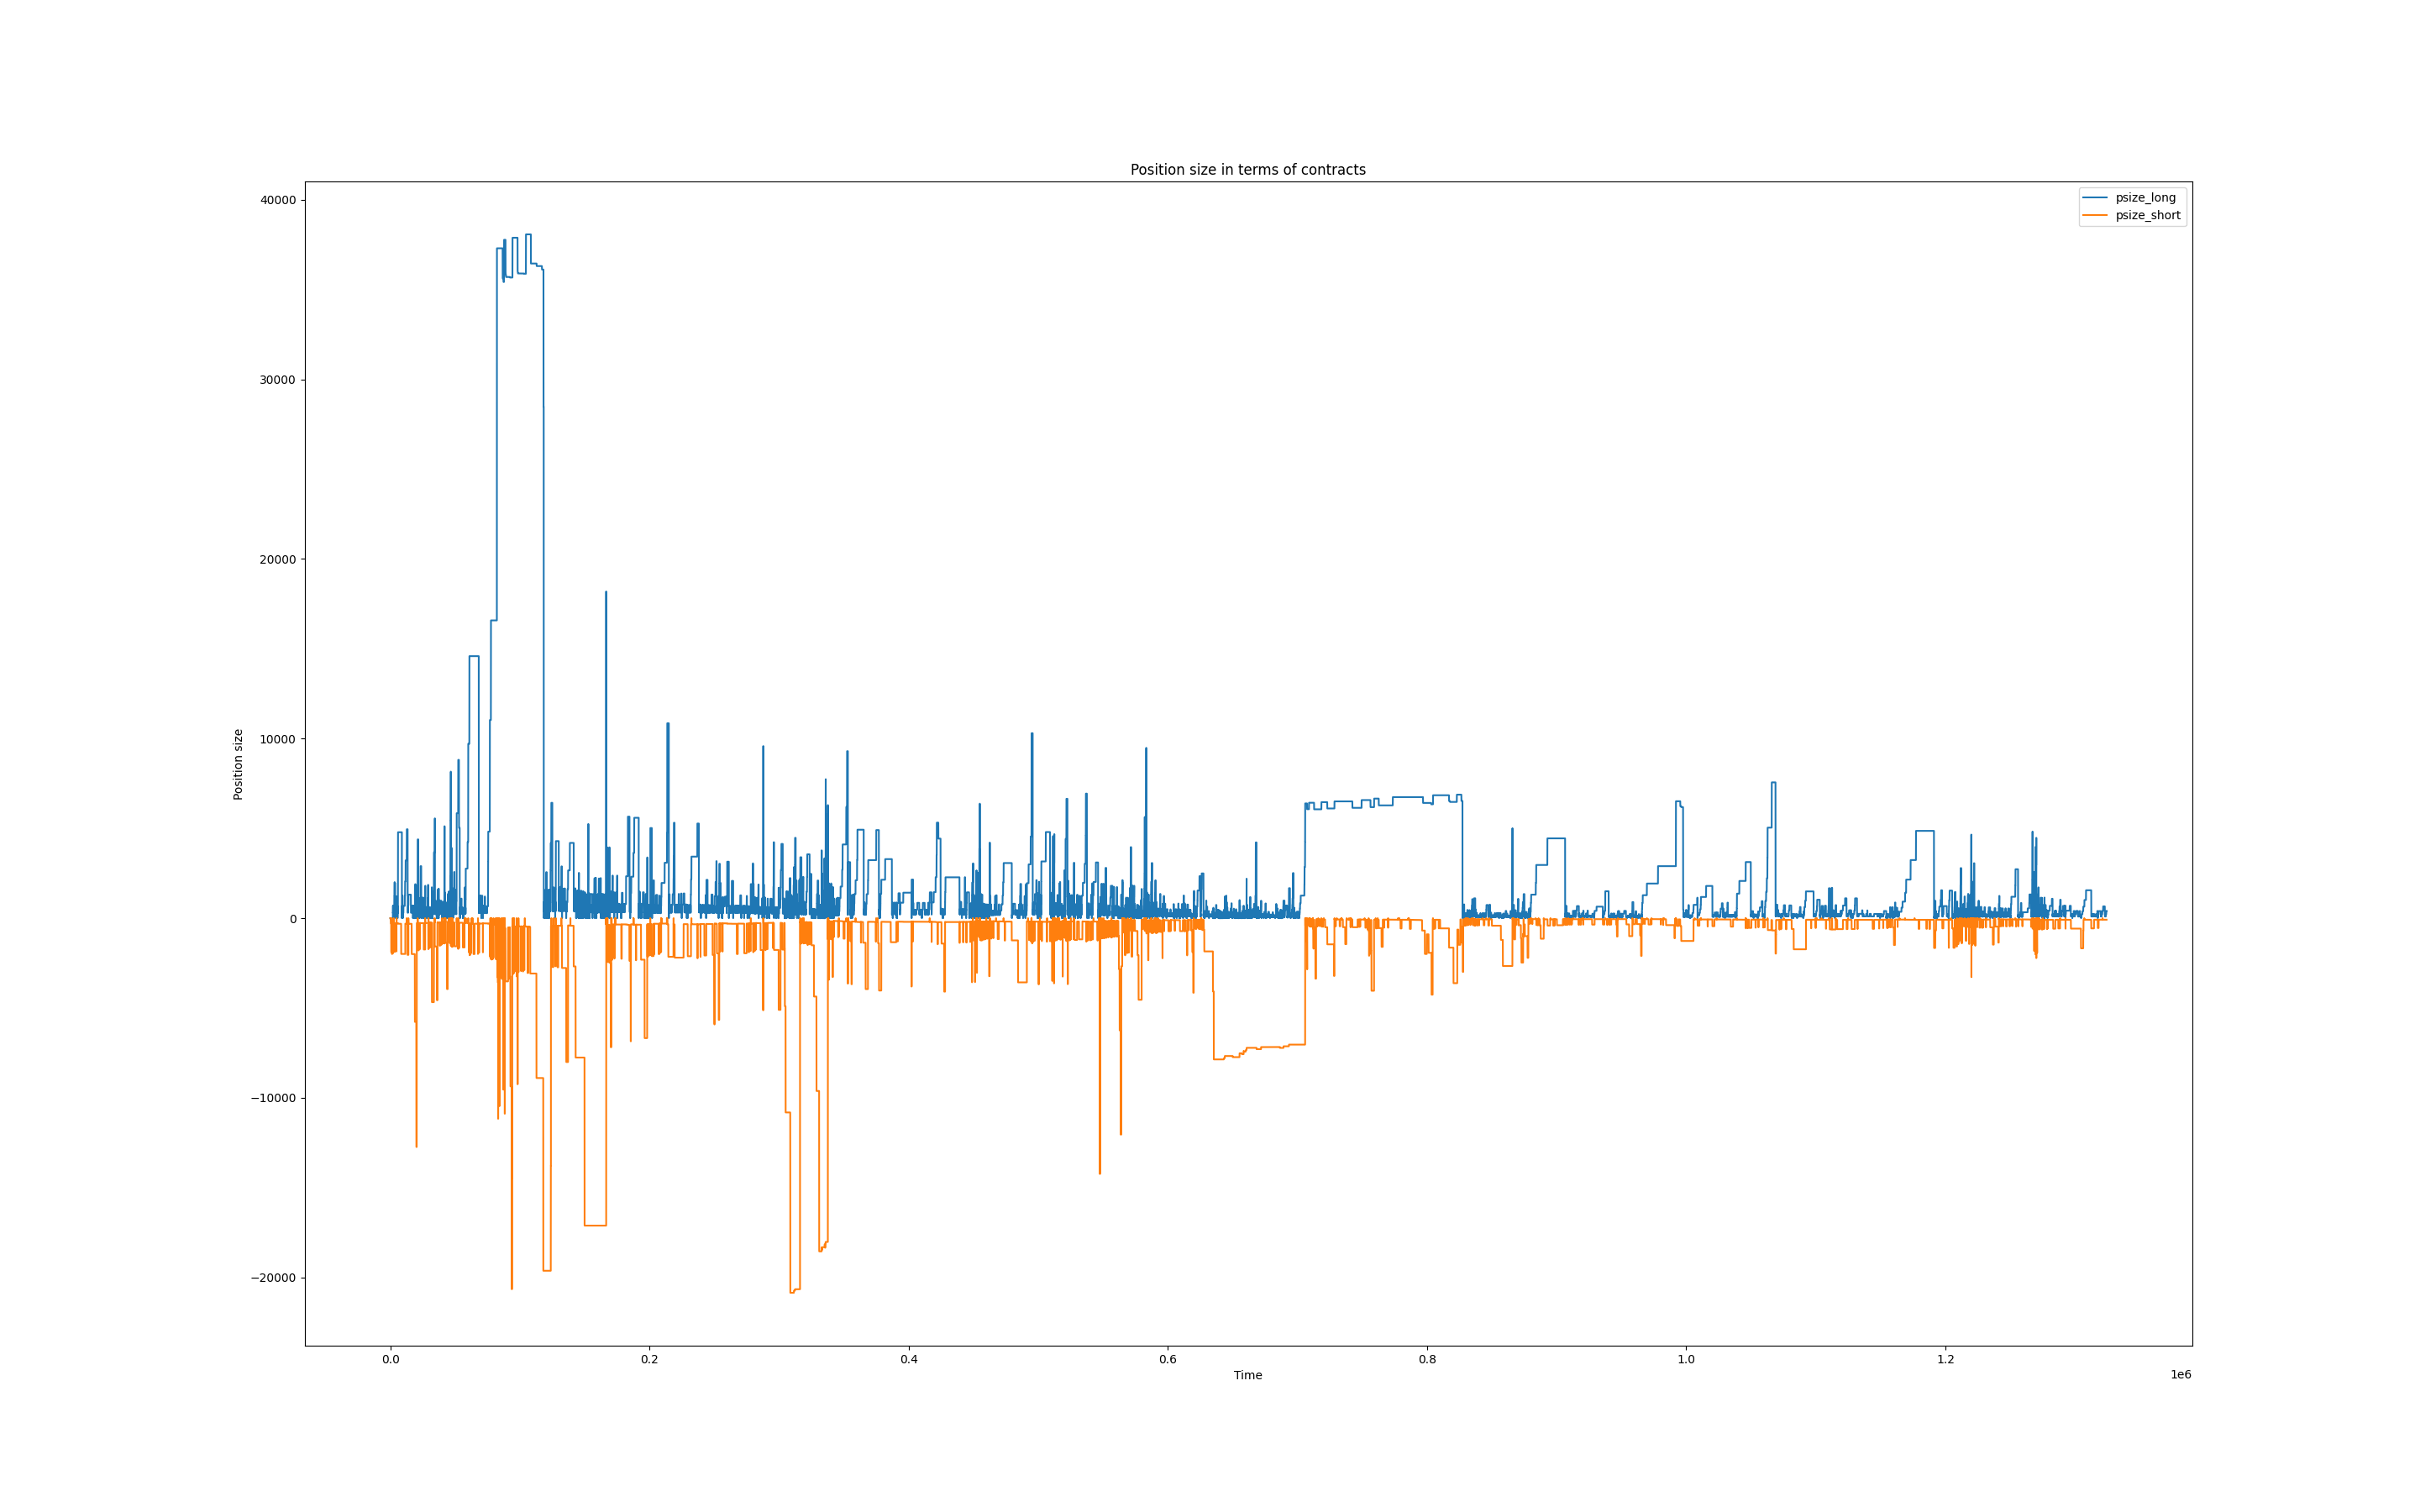 Position size in terms of contracts
psize_long
psize_short
40000
30000
20000
10000
0
−10000
−20000
Position size
0.0 0.2 0.4 0.6 0.8 1.0 1.2
Time
1e6